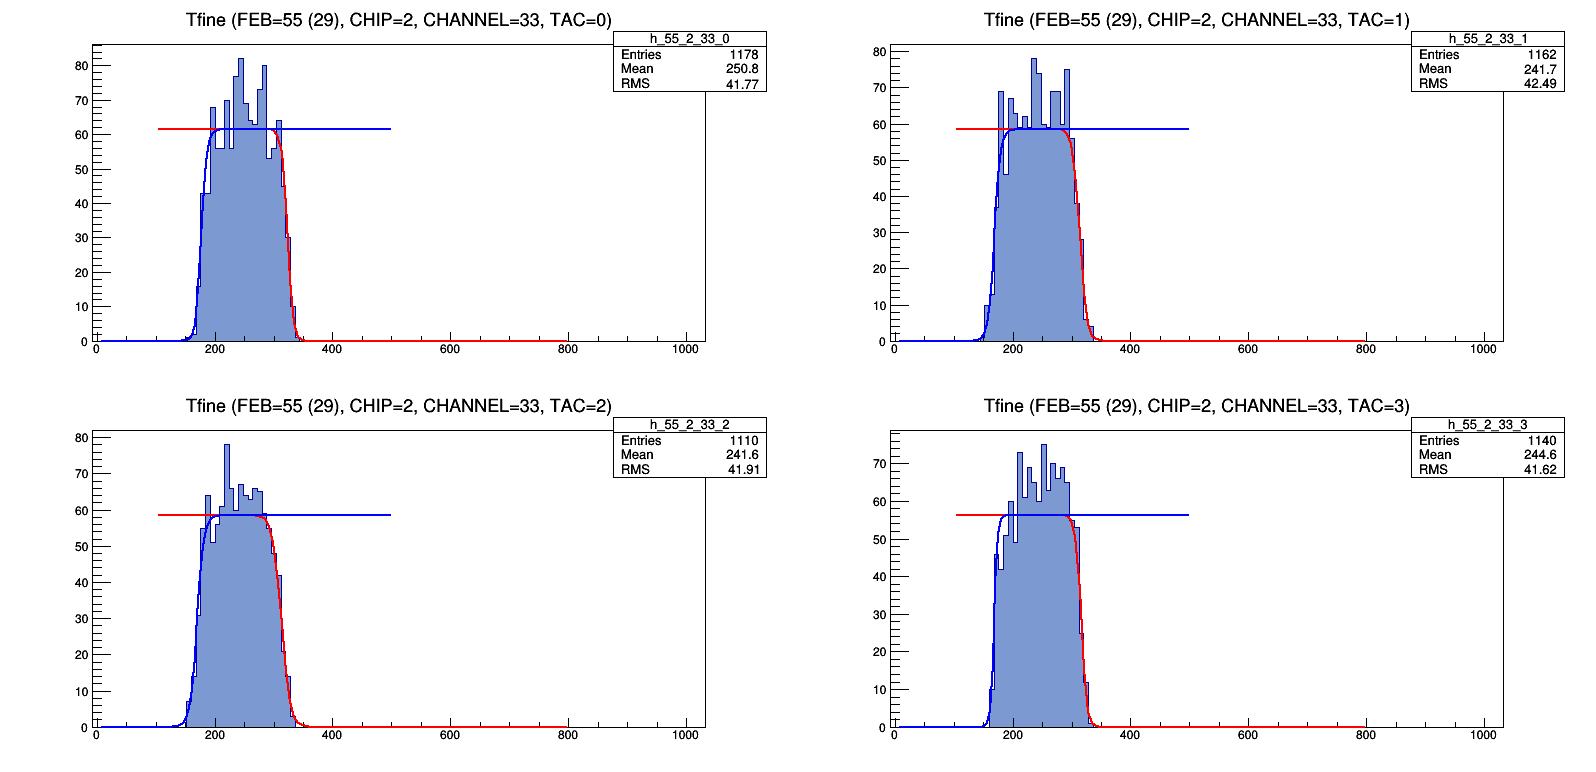 Tfine (FEB=55 (29), CHIP=2, CHANNEL=33, TAC=0)
h_55_2_33_0
Entries 1178
Mean 250.8
RMS 41.77
80
70
60
50
40
30
20
10
0
0 200 400 600 800 1000
Tfine (FEB=55 (29), CHIP=2, CHANNEL=33, TAC=1)
h_55_2_33_1
Entries 1162
Mean 241.7
RMS 42.49
80
70
60
50
40
30
20
10
0
0 200 400 600 800 1000
Tfine (FEB=55 (29), CHIP=2, CHANNEL=33, TAC=2)
h_55_2_33_2
Entries 1110
Mean 241.6
RMS 41.91
80
70
60
50
40
30
20
10
0
0 200 400 600 800 1000
Tfine (FEB=55 (29), CHIP=2, CHANNEL=33, TAC=3)
h_55_2_33_3
Entries 1140
Mean 244.6
RMS 41.62
70
60
50
40
30
20
10
0
0 200 400 600 800 1000